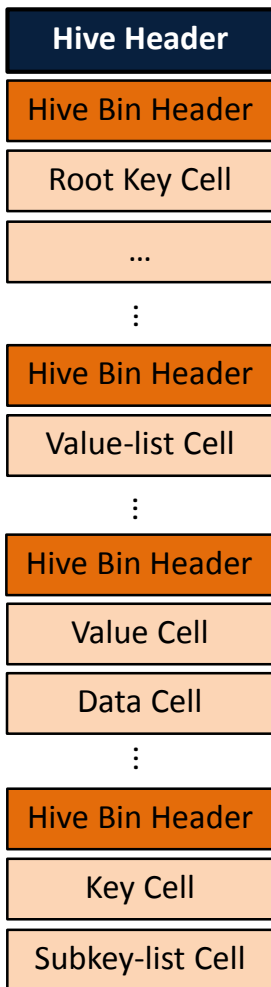 Hive Header
Hive Bin Header
Root Key Cell
...
⋮
Hive Bin Header
Value-list Cell
⋮
Hive Bin Header
Value Cell
Data Cell
⋮
Hive Bin Header
Key Cell
Subkey-list Cell